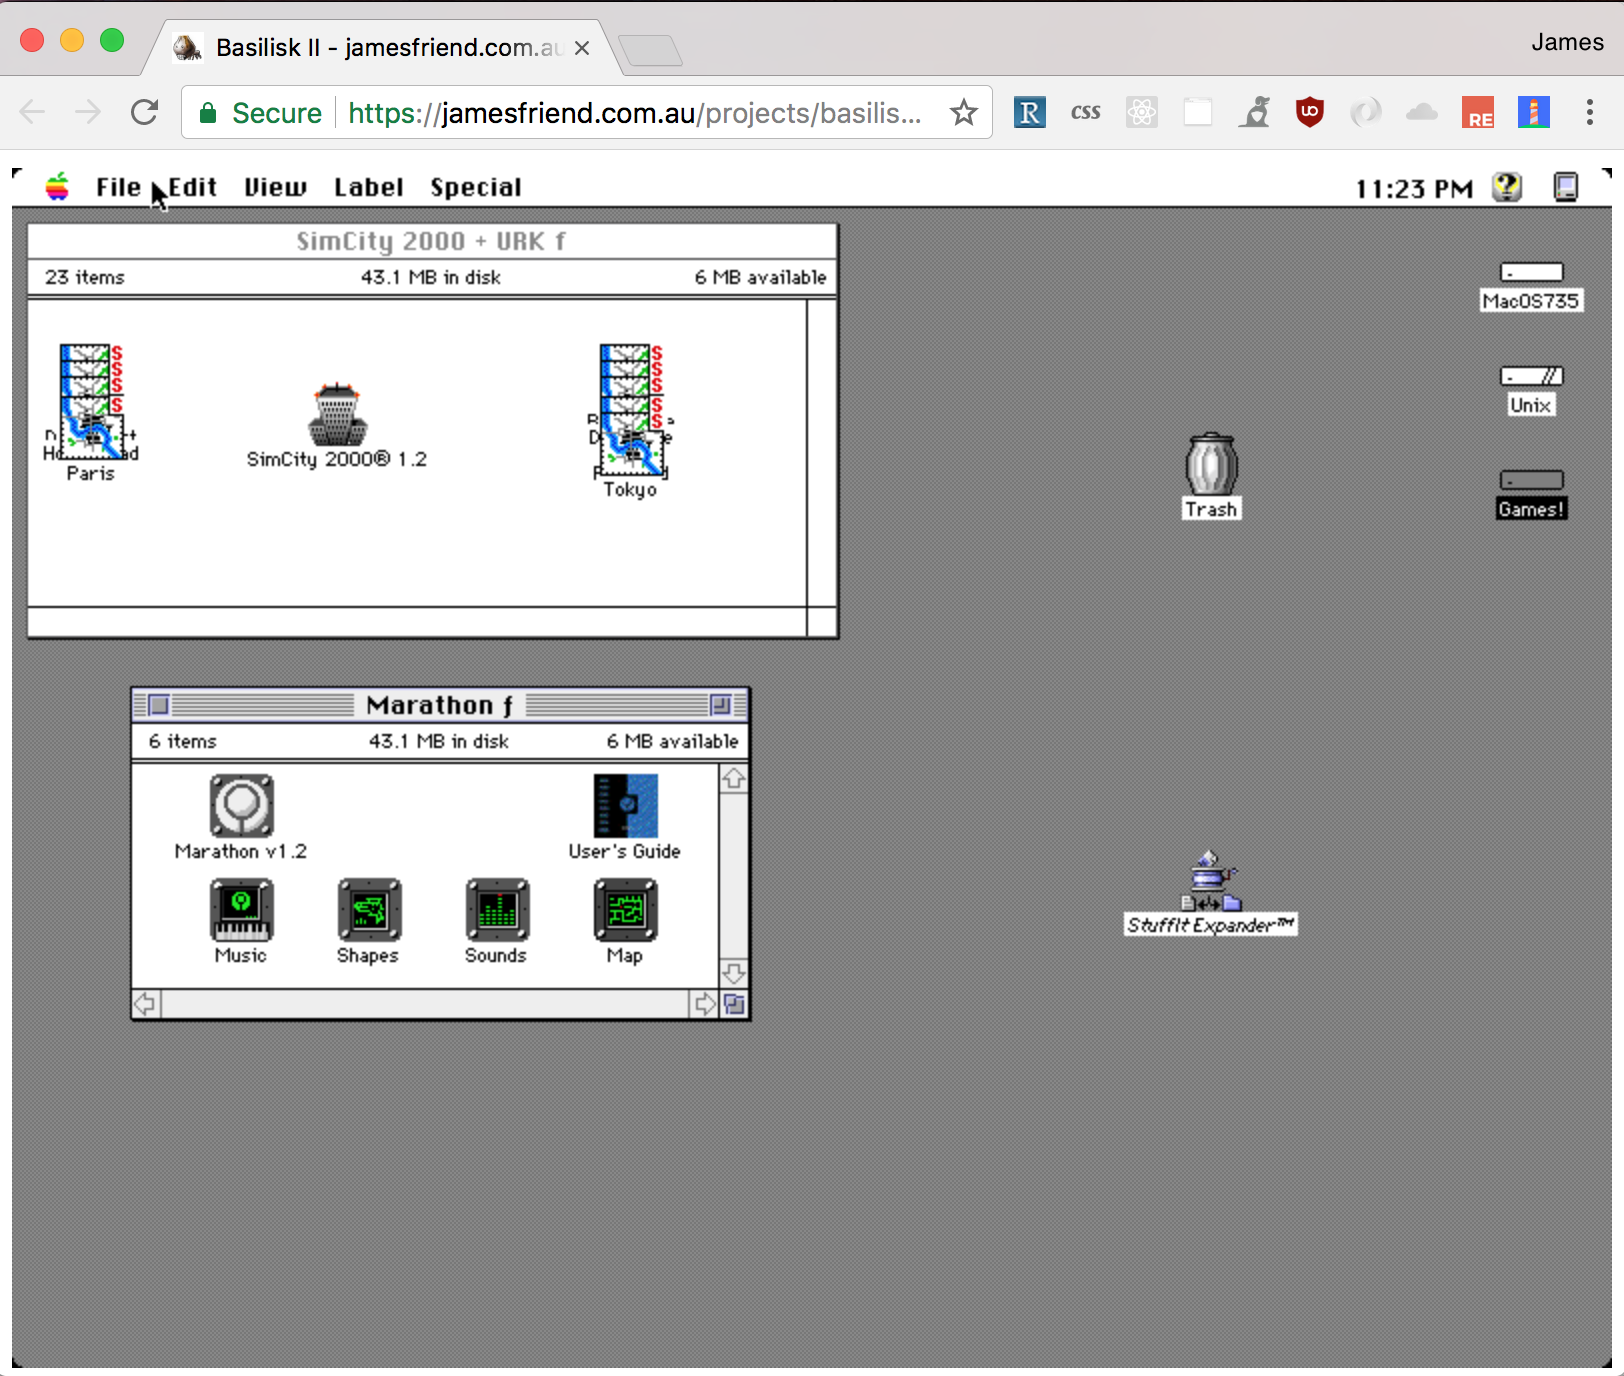 Basilisk II - jamesfriend.com.au
James
Secure
https://jamesfriend.com.au/projects/basilis...
css
RE
File Edit View Label Special
11:23 PM
SimCity 2000 + URK f
23 items 43.1 MB in disk 6 MB available
Paris
SimCity 2000® 1.2
Tokyo
MacOS735
Unix
Trash
Games!
Marathon ƒ
6 items 43.1 MB in disk 6 MB available
Marathon v1.2
User's Guide
Music
Shapes
Sounds
Map
StuffIt Expander™